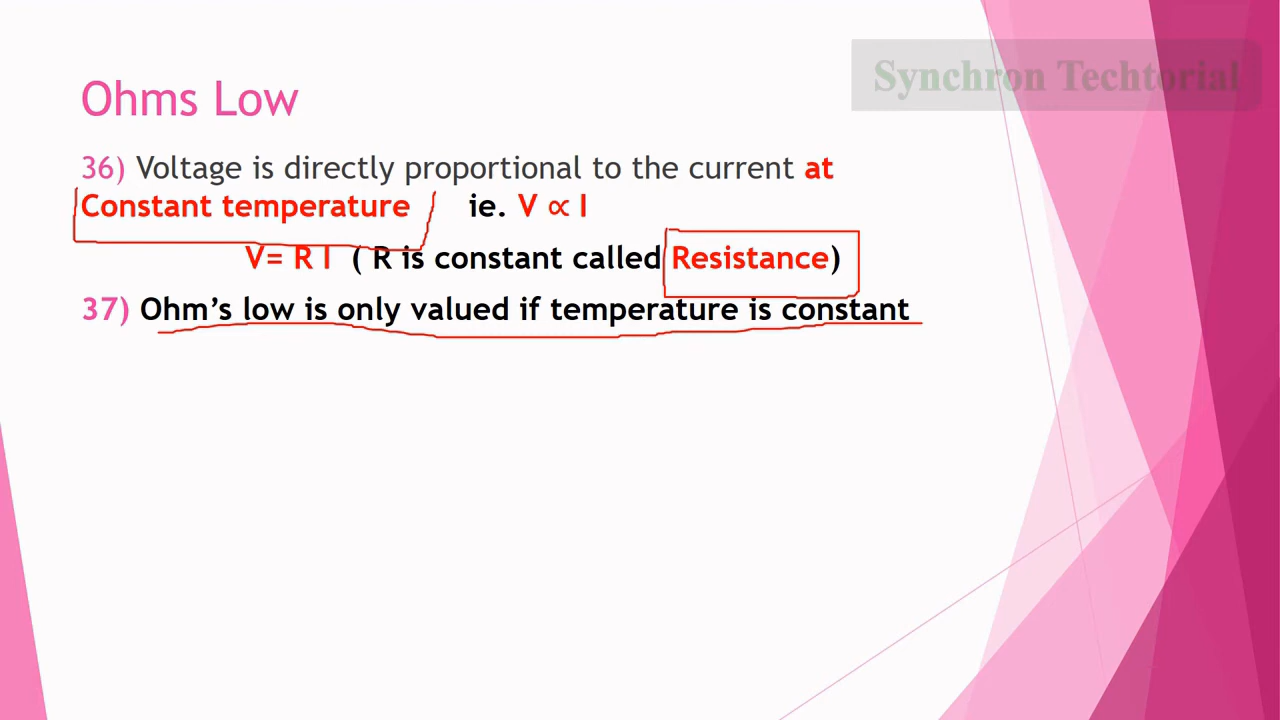 Synchron Techtorial
Ohms Low
36) Voltage is directly proportional to the current at
Constant temperature ie. V ∝ I
V= R I ( R is constant called Resistance)
37) Ohm’s low is only valued if temperature is constant